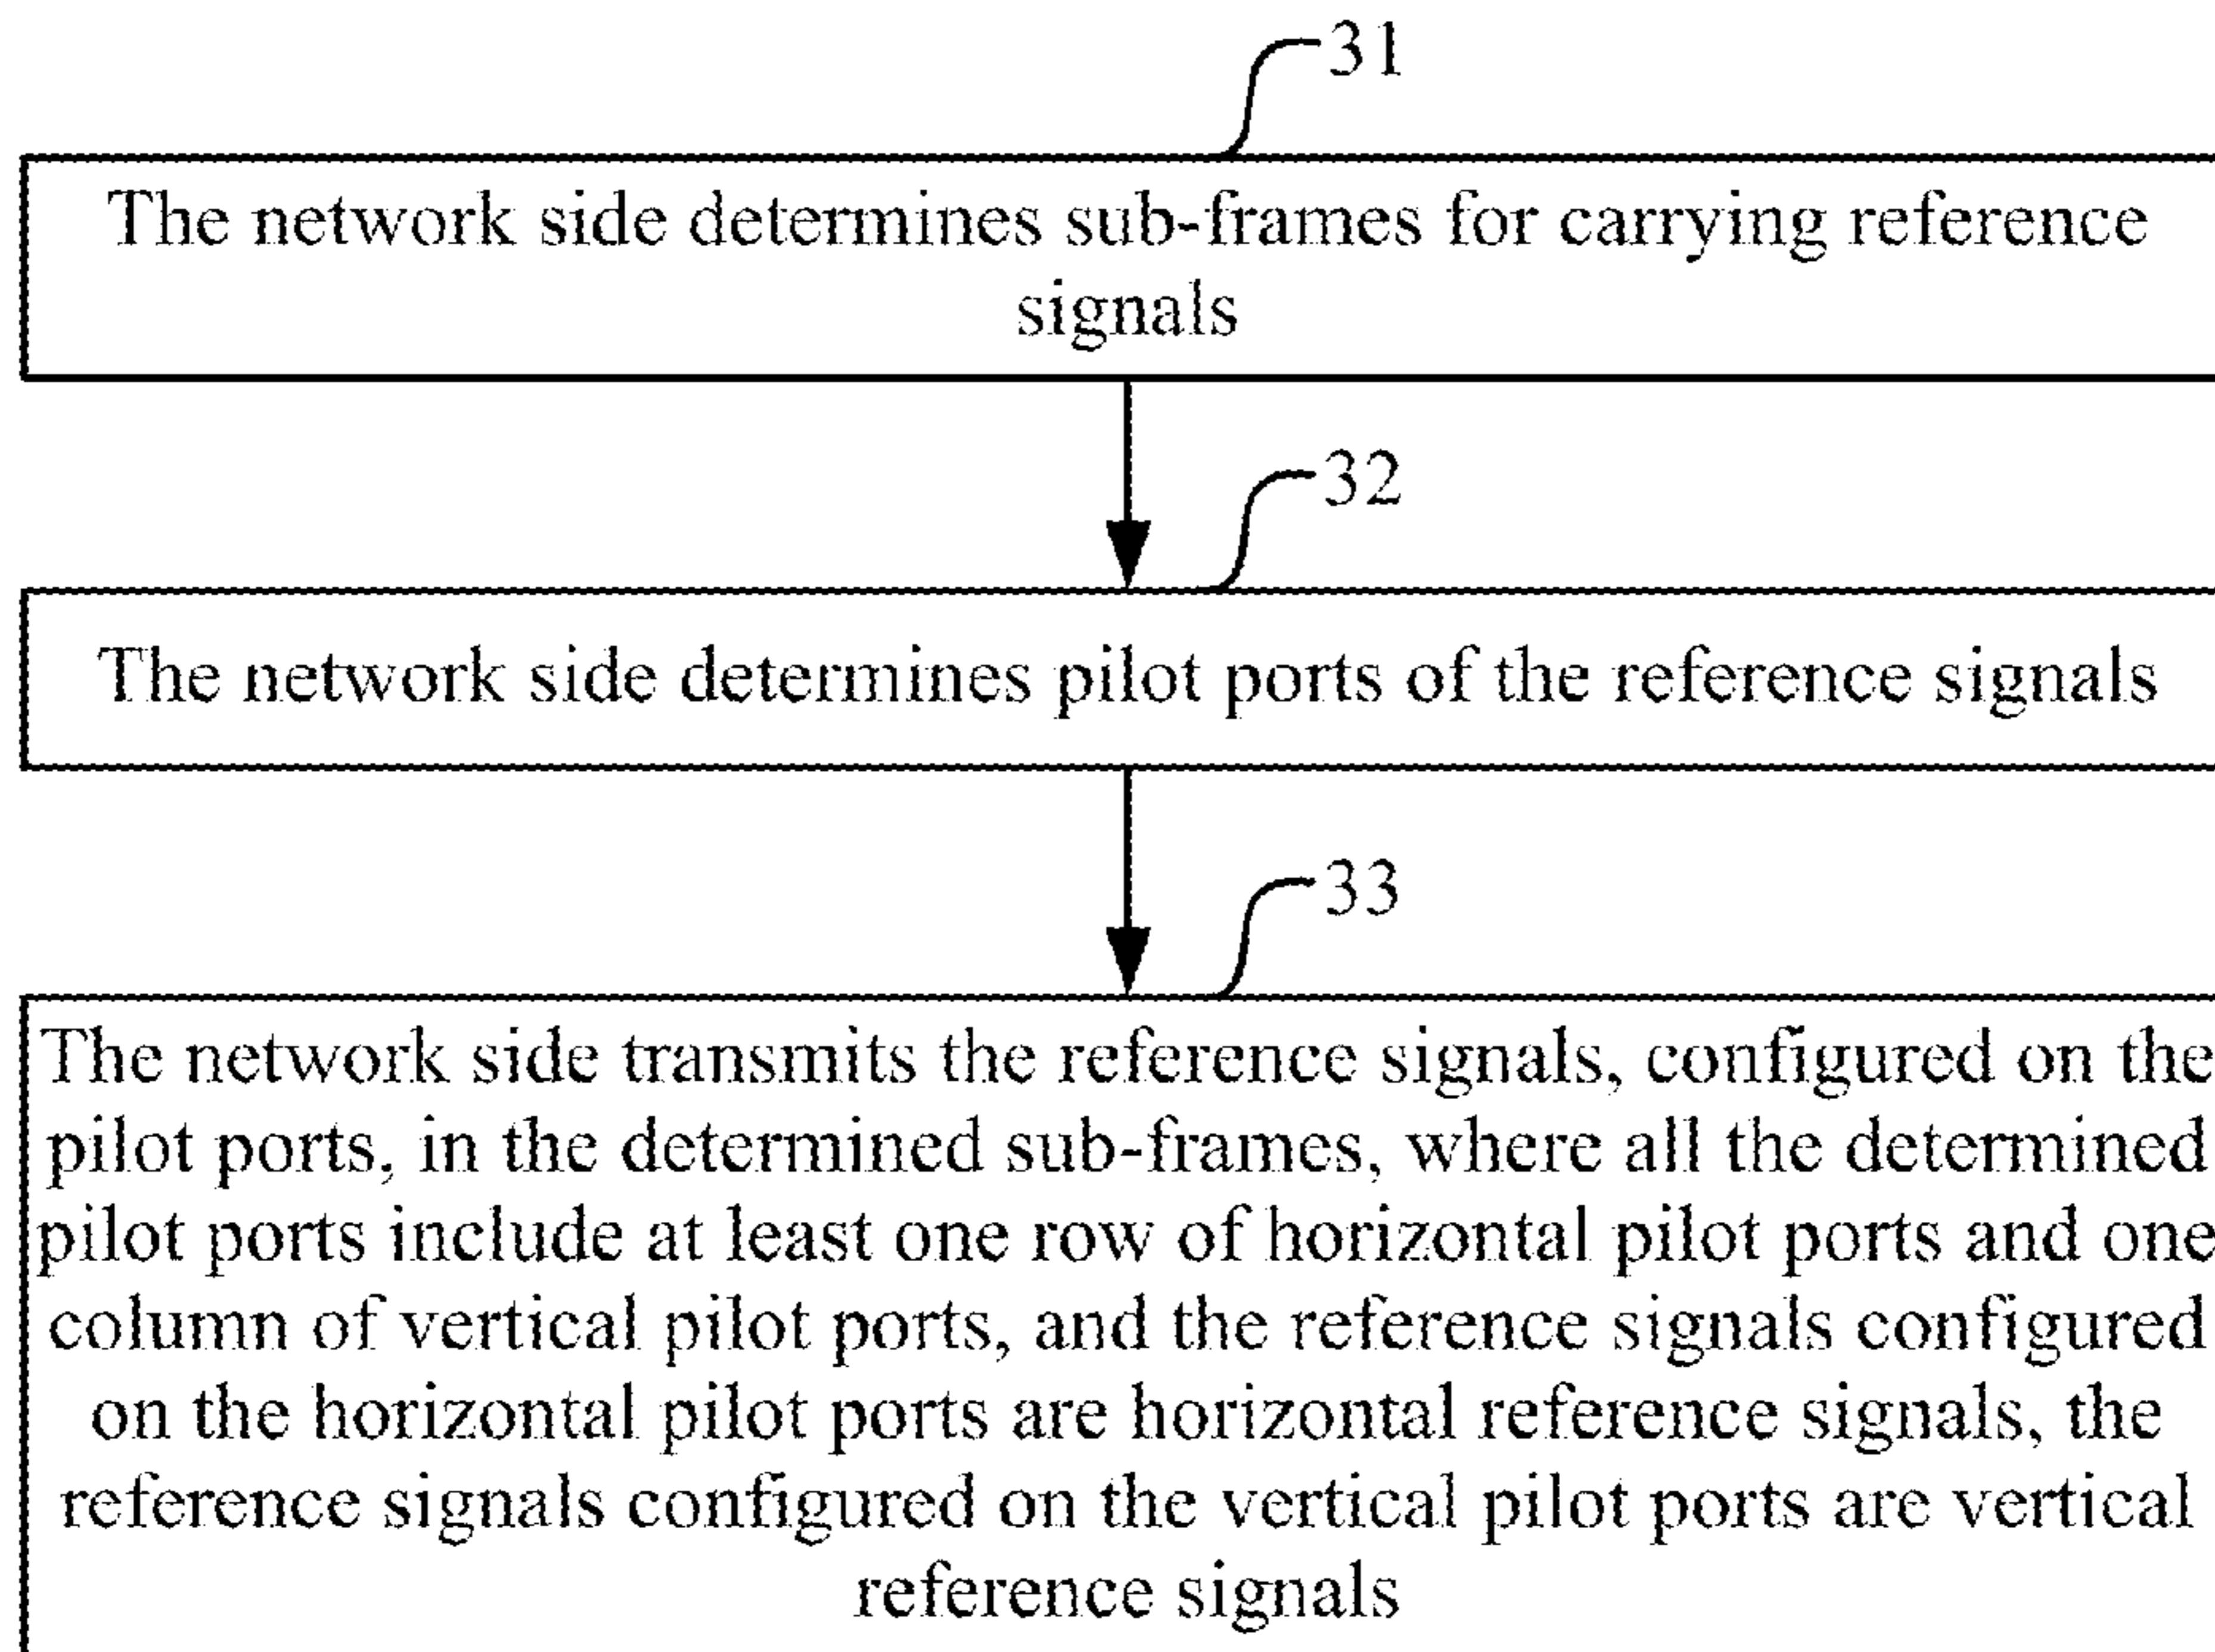 31
The network side determines sub-frames for carrying reference
signals
32
The network side determines pilot ports of the reference signals
33
The network side transmits the reference signals, configured on the
pilot ports, in the determined sub-frames, where all the determined
pilot ports include at least one row of horizontal pilot ports and one
column of vertical pilot ports, and the reference signals configured
on the horizontal pilot ports are horizontal reference signals, the
reference signals configured on the vertical pilot ports are vertical
reference signals